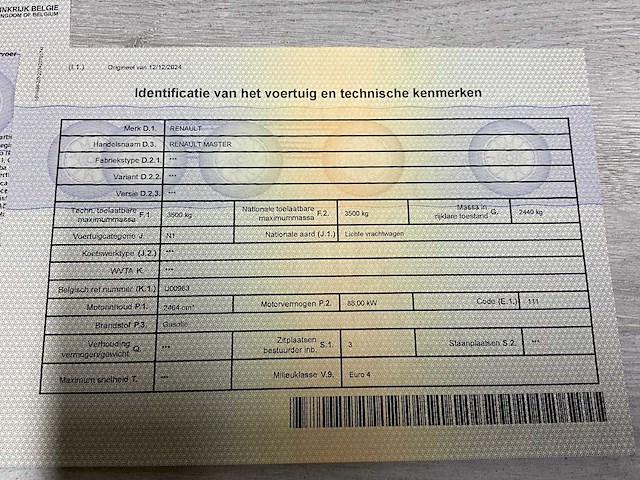 INKRIJK BELGIE
NGDOM OF BELGIUM
(I.1.) Origineel van 12/12/2024
Identificatie van het voertuig en technische kenmerken
Merk D.1. RENAULT
Handelsnaam D.3. RENAULT MASTER
Fabriekstype D.2.1. ***
Variant D.2.2. ***
Versie D.2.3. ***
Techn. toelaatbare maximummassa F.1. 3500 kg Nationale toelaatbare maximummassa F.2. 3500 kg Massa in rijklare toestand G. 2440 kg
Voertuigcategorie J. N1 Nationale aard (J.1.) Lichte vrachtwagen
Koetswerktype (J.2.) ***
WVTA K. ***
Belgisch ref nummer (K.1.) U00963
Motorinhoud P.1. 2464 cm³ Motorvermogen P.2. 88,00 kW Code (E.1.) 111
Brandstof P.3. Gasolie
Verhouding vermogen/gewicht Q. *** Zitplaatsen bestuurder inb. S.1. 3 Staanplaatsen S.2. ***
Maximum snelheid T. *** Milieuklasse V.9. Euro 4